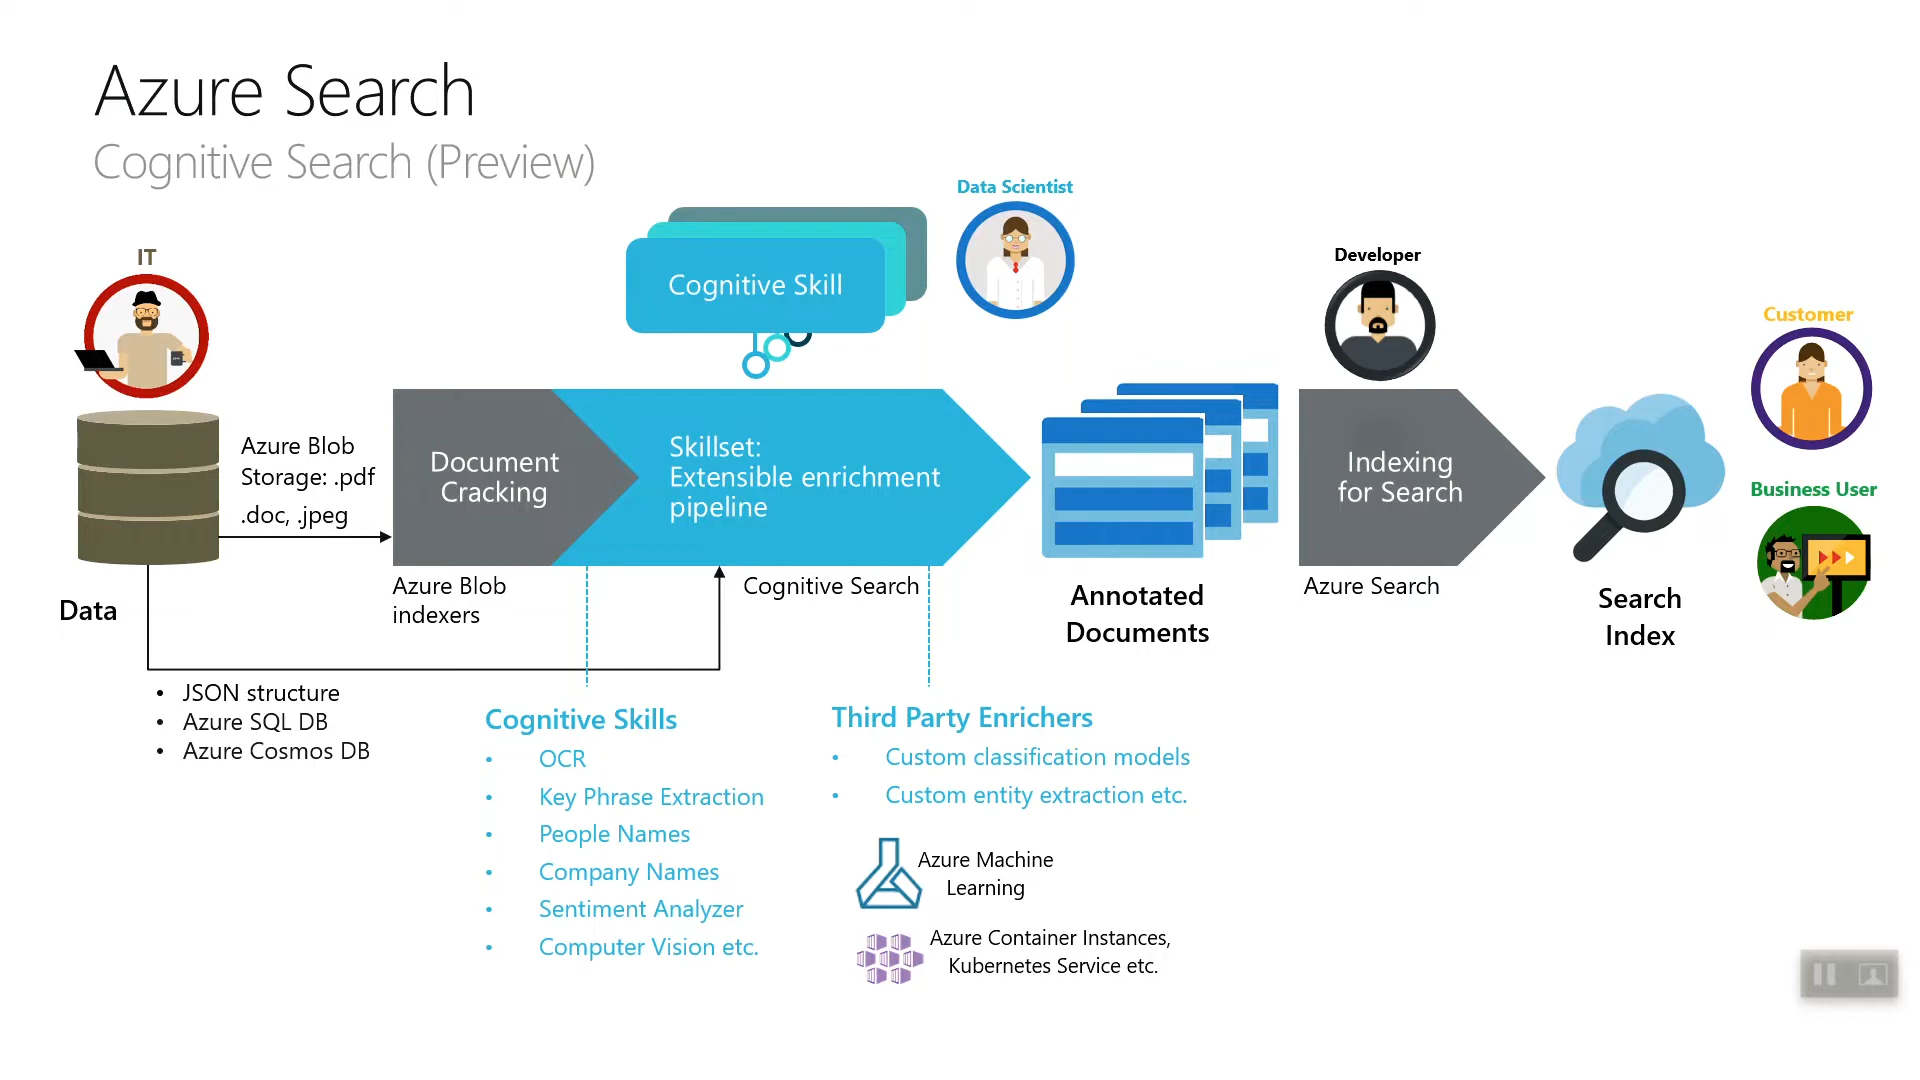 Azure Search
Cognitive Search (Preview)
Data Scientist
IT
Developer
Cognitive Skill
Customer
Azure Blob
Storage: .pdf
.doc, .jpeg
Document
Cracking
Skillset:
Extensible enrichment
pipeline
Indexing
for Search
Business User
Data
Azure Blob
indexers
Cognitive Search
Annotated
Documents
Azure Search
Search
Index
• JSON structure
• Azure SQL DB
• Azure Cosmos DB
Cognitive Skills
• OCR
• Key Phrase Extraction
• People Names
• Company Names
• Sentiment Analyzer
• Computer Vision etc.
Third Party Enrichers
• Custom classification models
• Custom entity extraction etc.
Azure Machine
Learning
Azure Container Instances,
Kubernetes Service etc.